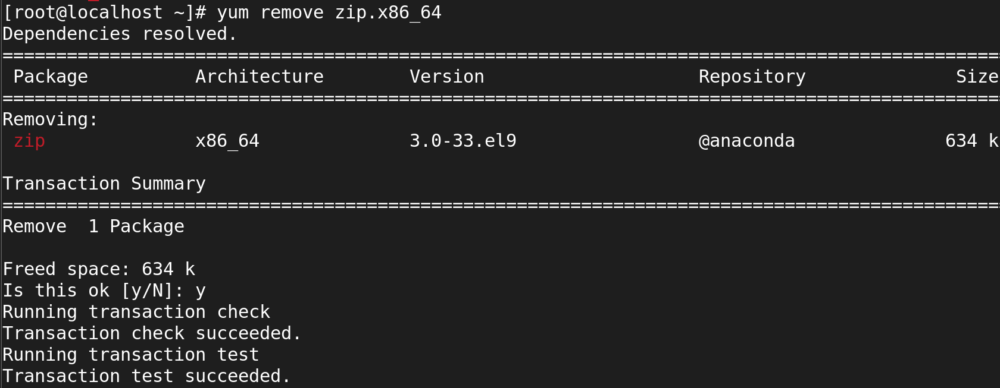 [root@localhost ~]# yum remove zip.x86_64
Dependencies resolved.
=============================================================================================
 Package          Architecture        Version                    Repository              Size
=============================================================================================
Removing:
 zip              x86_64              3.0-33.el9                 @anaconda              634 k

Transaction Summary
=============================================================================================
Remove  1 Package

Freed space: 634 k
Is this ok [y/N]: y
Running transaction check
Transaction check succeeded.
Running transaction test
Transaction test succeeded.